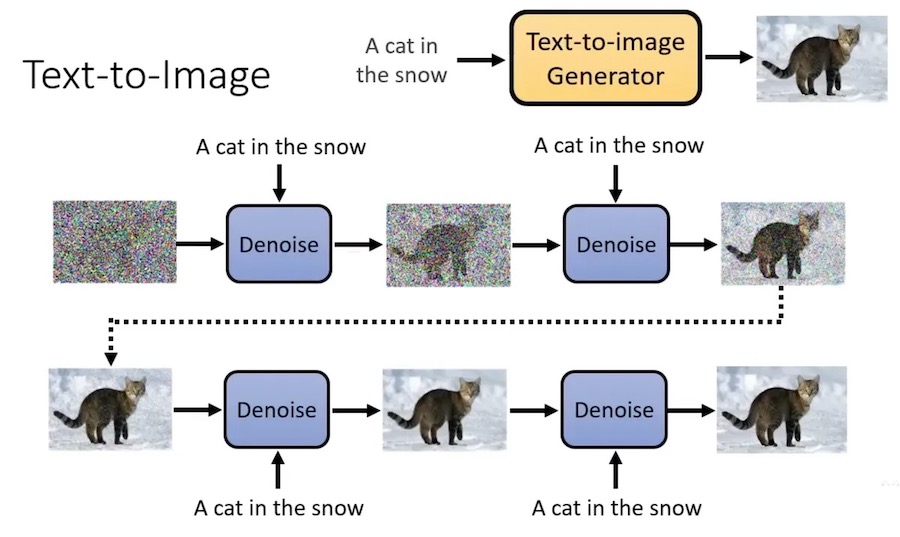 Text-to-Image
A cat in
the snow
Text-to-image
Generator
A cat in the snow
A cat in the snow
Denoise
Denoise
Denoise
Denoise
A cat in the snow
A cat in the snow